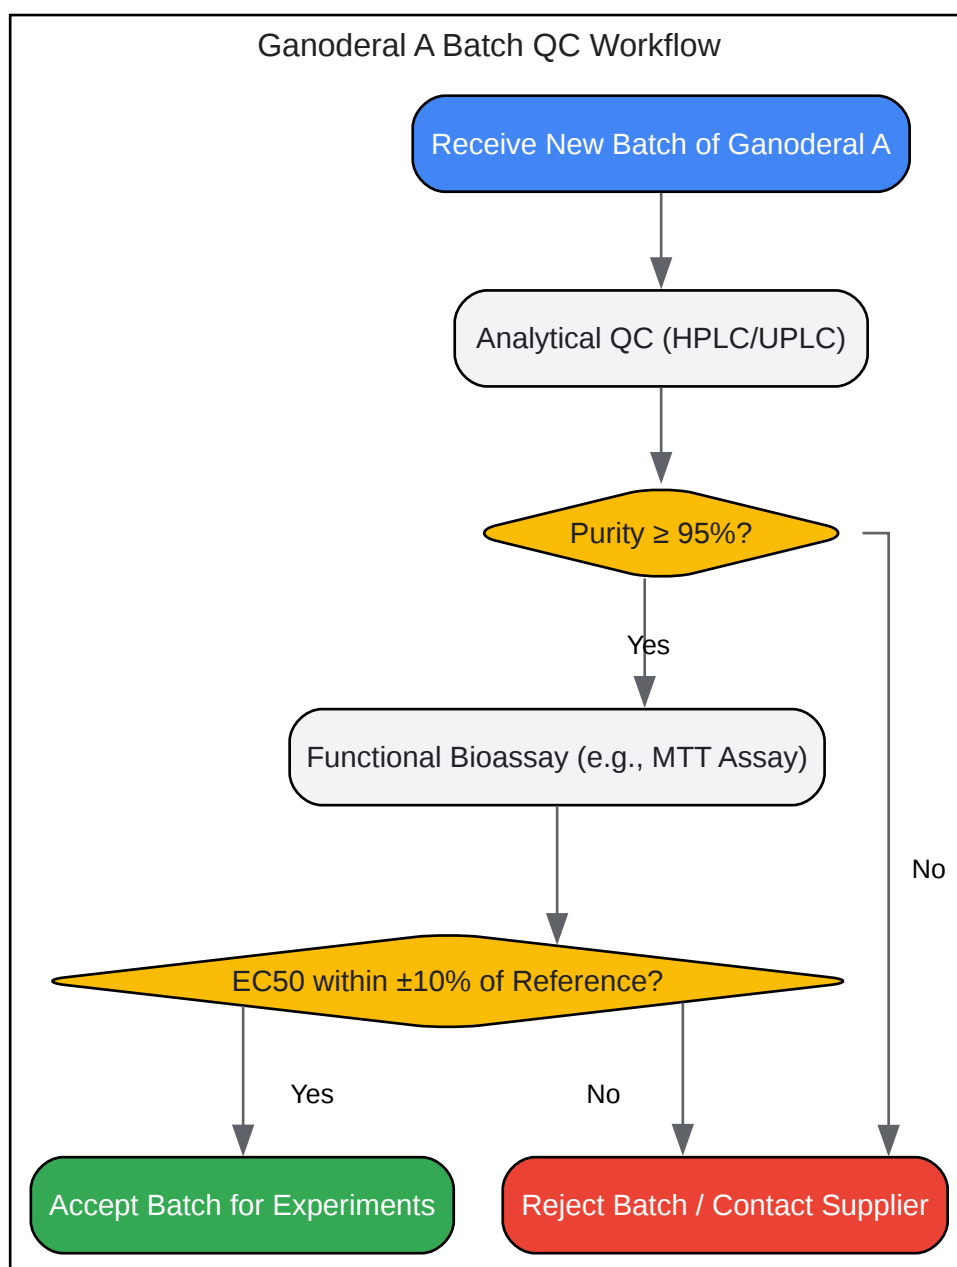 Ganoderal A Batch QC Workflow
Receive New Batch of Ganoderal A
Analytical QC (HPLC/UPLC)
Purity ≥ 95%?
Yes
Functional Bioassay (e.g., MTT Assay)
No
EC50 within ±10% of Reference?
Yes
No
Accept Batch for Experiments
Reject Batch / Contact Supplier